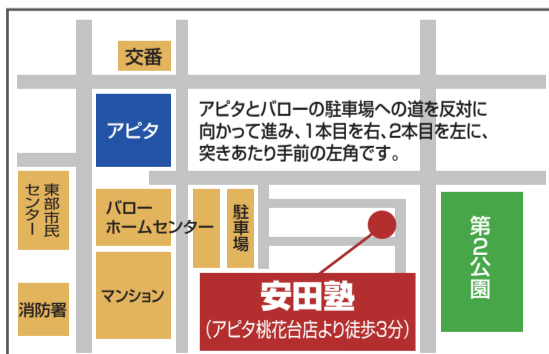 交番
アピタ
アピタとバローの駐車場への道を反対に
向かって進み、1本目を右、2本目を左に、
突きあたり手前の左角です。
東部市民
センター
バロー
ホームセンター
駐車場
第2公園
消防署
マンション
安田塾
(アピタ桃花台店より徒歩3分)